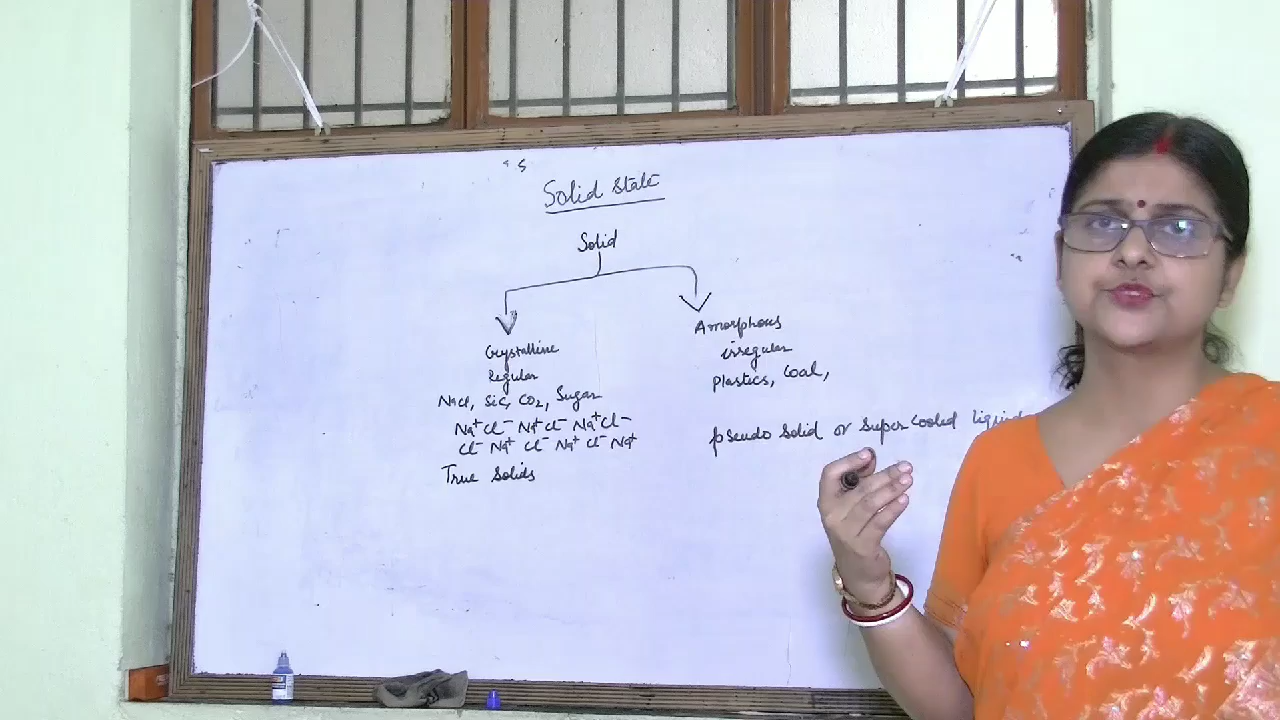 Solid State
Solid
Crystalline
Regular
NaCl, SiC, CO2, Sugar
Na+ Cl- Na+ Cl- Na+ Cl-
Cl- Na+ Cl- Na+ Cl- Na+
True Solids
Amorphous
irregular
Plastics, Coal,
pseudo Solid or Super Cooled liquid